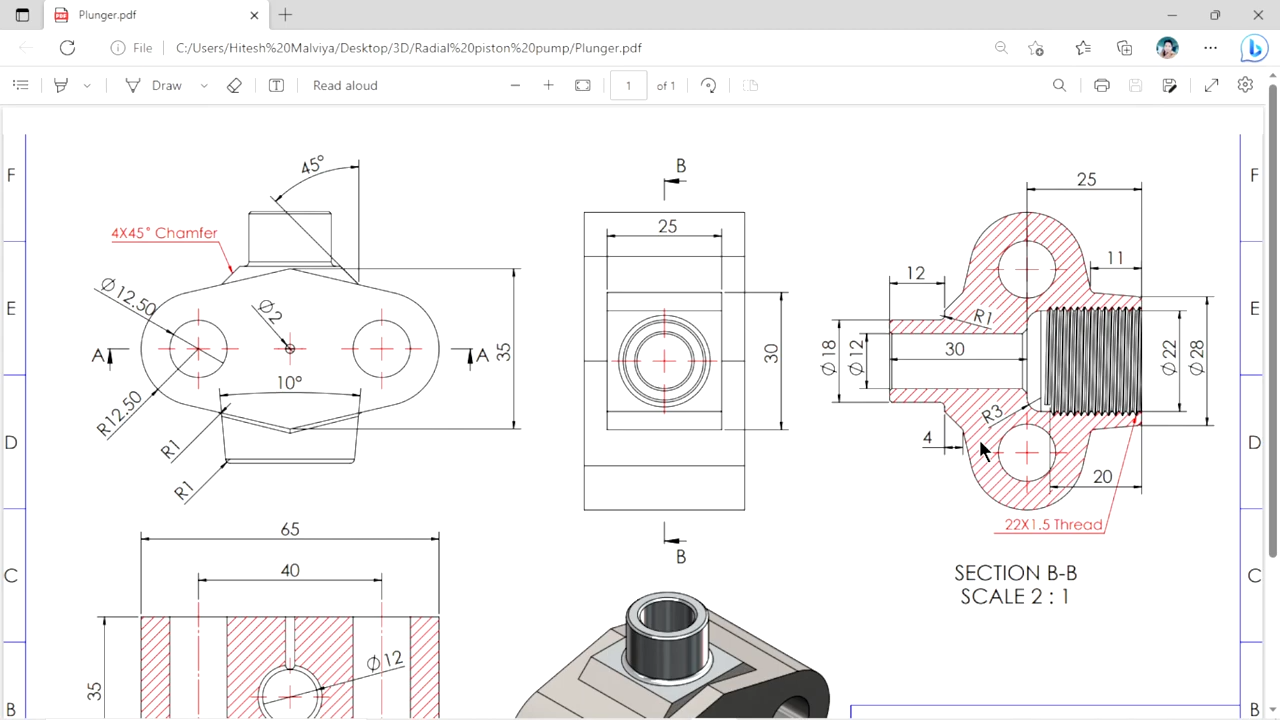 Plunger.pdf
File
C:/Users/Hitesh%20Malviya/Desktop/3D/Radial%20piston%20pump/Plunger.pdf
Draw
Read aloud
1
of 1
F
E
D
C
B
45°
4X45° Chamfer
Ø12.50
Ø2
A
A
35
10°
R12.50
R1
R1
65
40
Ø12
35
B
25
30
B
25
11
12
R1
Ø18
Ø12
30
Ø22
Ø28
R3
4
20
22X1.5 Thread
SECTION B-B
SCALE 2 : 1
F
E
D
C
B